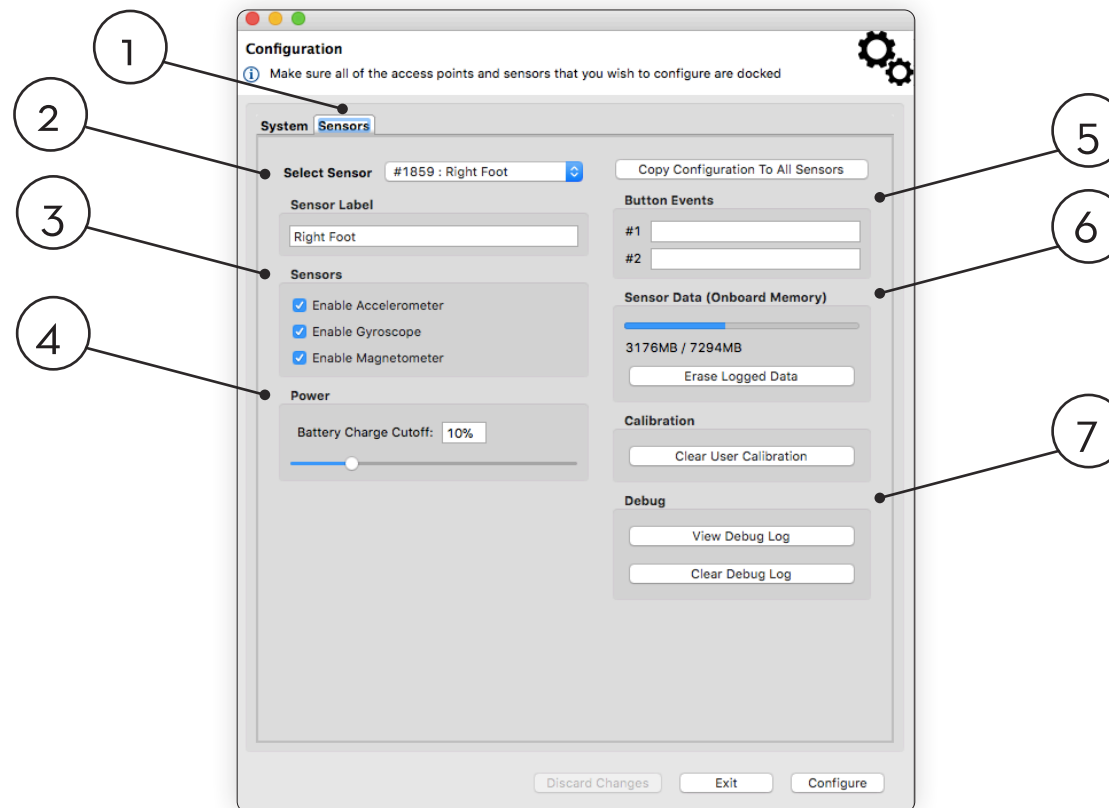 Configuration
Make sure all of the access points and sensors that you wish to configure are docked
1
2
3
4
5
6
7
System Sensors
Select Sensor #1859 : Right Foot
Sensor Label
Right Foot
Sensors
Enable Accelerometer
Enable Gyroscope
Enable Magnetometer
Power
Battery Charge Cutoff: 10%
Copy Configuration To All Sensors
Button Events
#1
#2
Sensor Data (Onboard Memory)
3176MB / 7294MB
Erase Logged Data
Calibration
Clear User Calibration
Debug
View Debug Log
Clear Debug Log
Discard Changes Exit Configure